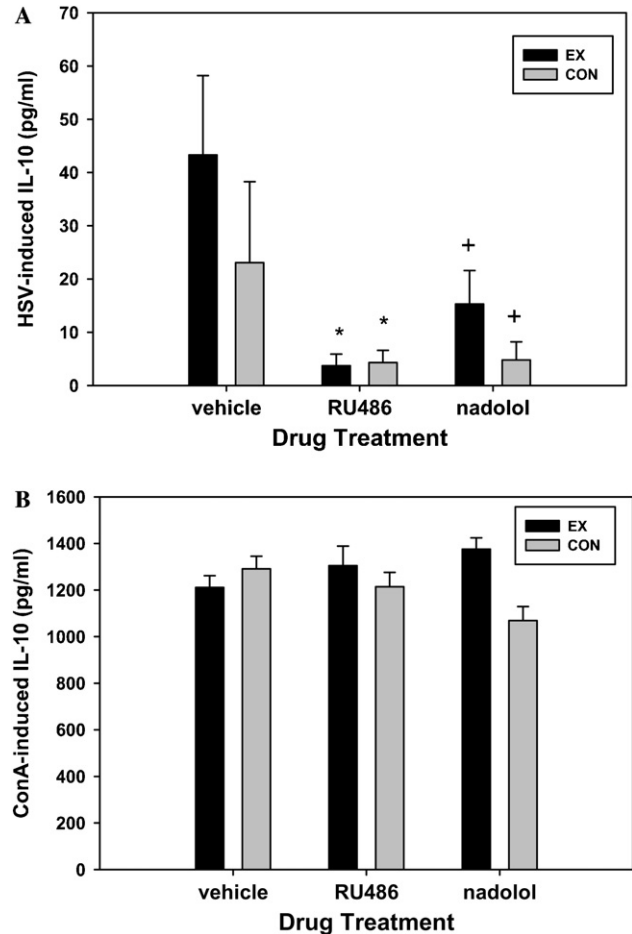 A
70
60
50
40
30
20
10
0
HSV-induced IL-10 (pg/ml)
EX
CON
*
*
+
+
vehicle RU486 nadolol
Drug Treatment
B
1600
1400
1200
1000
800
600
400
200
0
ConA-induced IL-10 (pg/ml)
EX
CON
vehicle RU486 nadolol
Drug Treatment